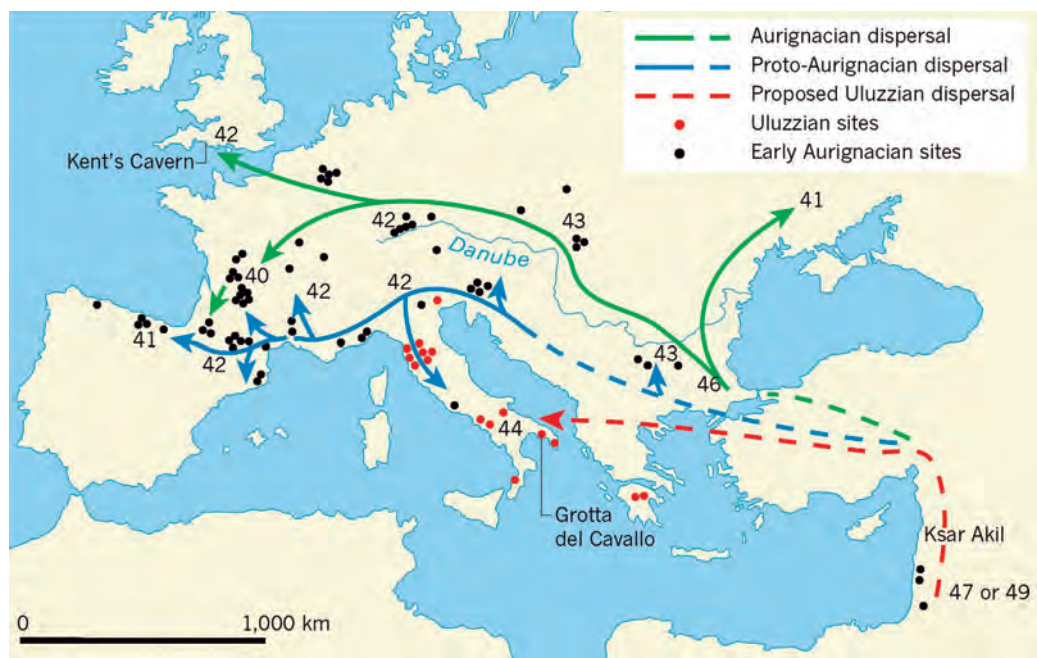 Aurignacian dispersal
Proto-Aurignacian dispersal
Proposed Uluzzian dispersal
Uluzzian sites
Early Aurignacian sites
42
Kent's Cavern
41
42
43
Danube
40
42
42
41
42
43
46
44
Grotta
del Cavallo
Ksar Akil
47 or 49
0
1,000 km